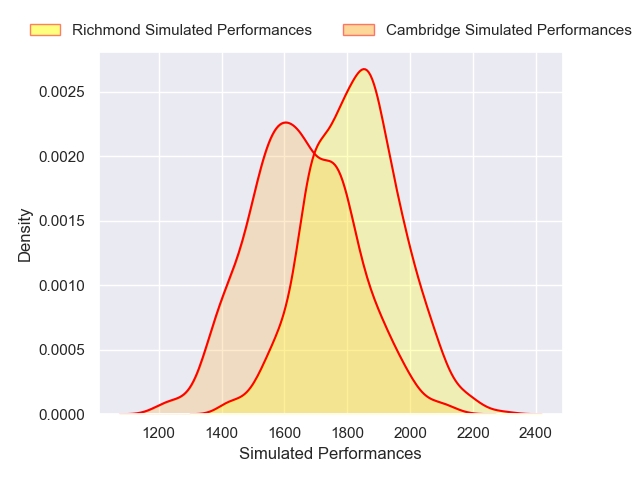 Richmond Simulated Performances Cambridge Simulated Performances
0.0025
0.0020
0.0015
0.0010
0.0005
0.0000
Density
1200 1400 1600 1800 2000 2200 2400
Simulated Performances